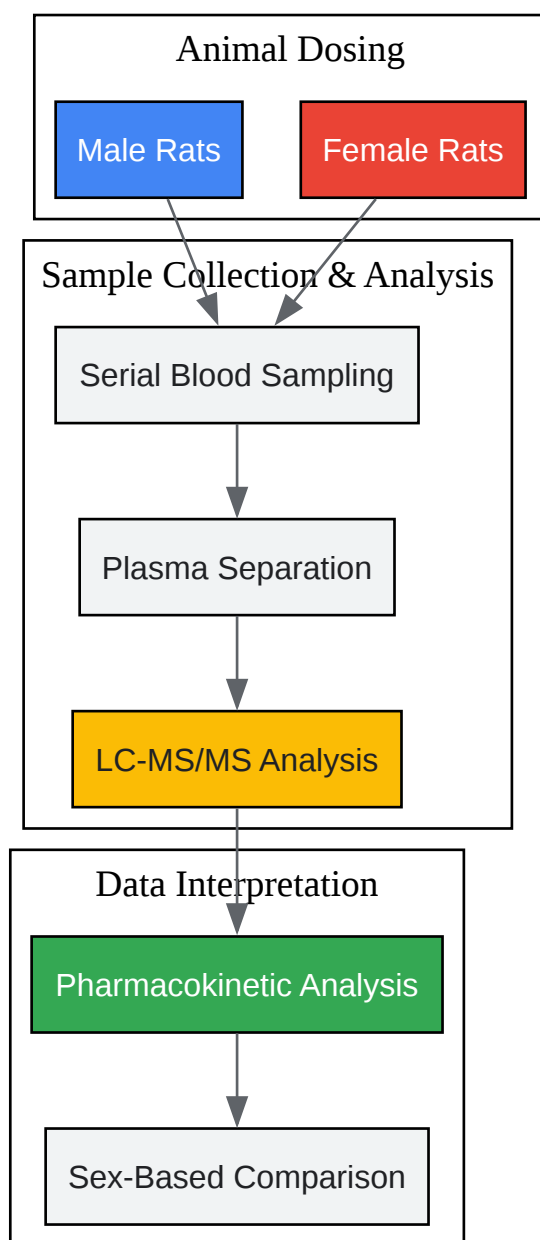 Animal Dosing
Male Rats
Female Rats
Sample Collection & Analysis
Serial Blood Sampling
Plasma Separation
LC-MS/MS Analysis
Data Interpretation
Pharmacokinetic Analysis
Sex-Based Comparison